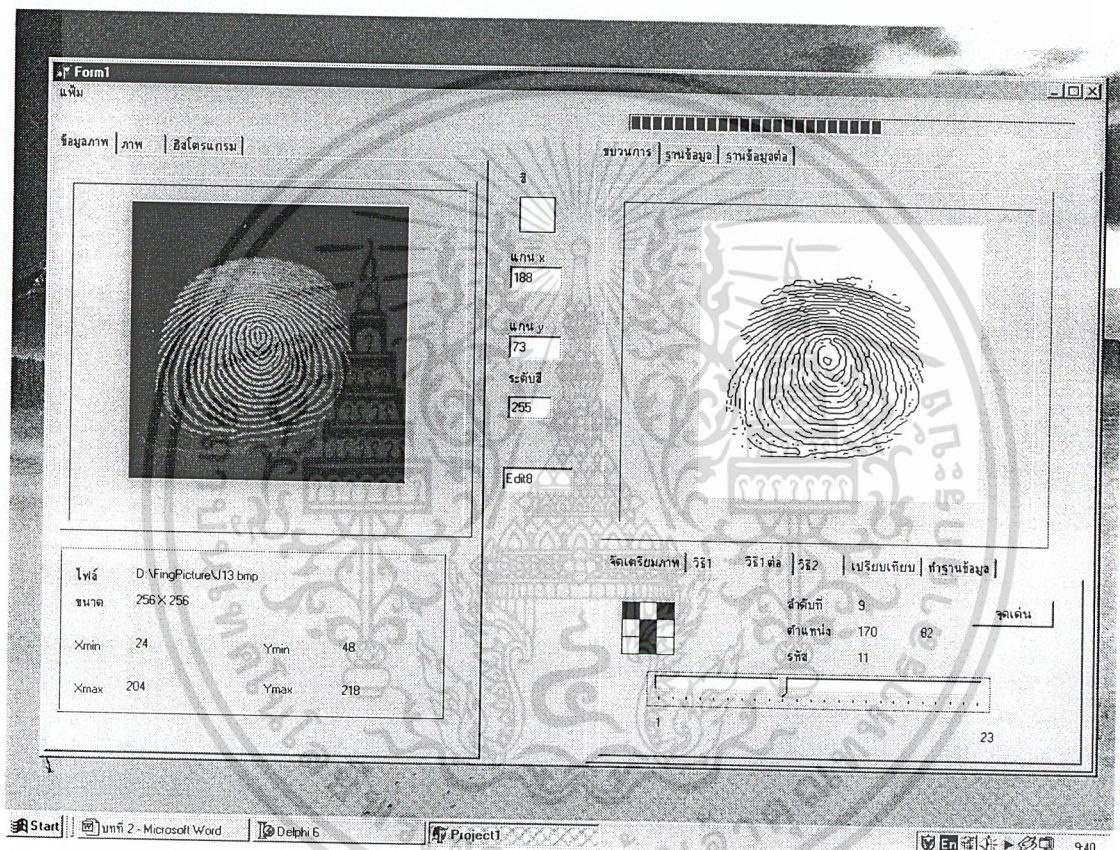 Form1
แฟ้ม
ข้อมูลภาพ ภาพ ฮิสโตรแกรม
ขบวนการ ฐานข้อมูล ฐานข้อมูลต่อ
สี
แกน x
188
แกน y
73
ระดับสี
255
Edit8
ไฟล์ D:\FingPicture\J13.bmp
ขนาด 256 X 256
Xmin 24 Ymin 48
Xmax 204 Ymax 218
จัดเตรียมภาพ วิธี1 วิธี1ต่อ วิธี2 เปรียบเทียบ ทำฐานข้อมูล
ลำดับที่ 9
ตำแหน่ง 170 82
รหัส 11
จุดเด่น
1 23
Start บทที่ 2 - Microsoft Word Delphi 6 Project1 En 9:40